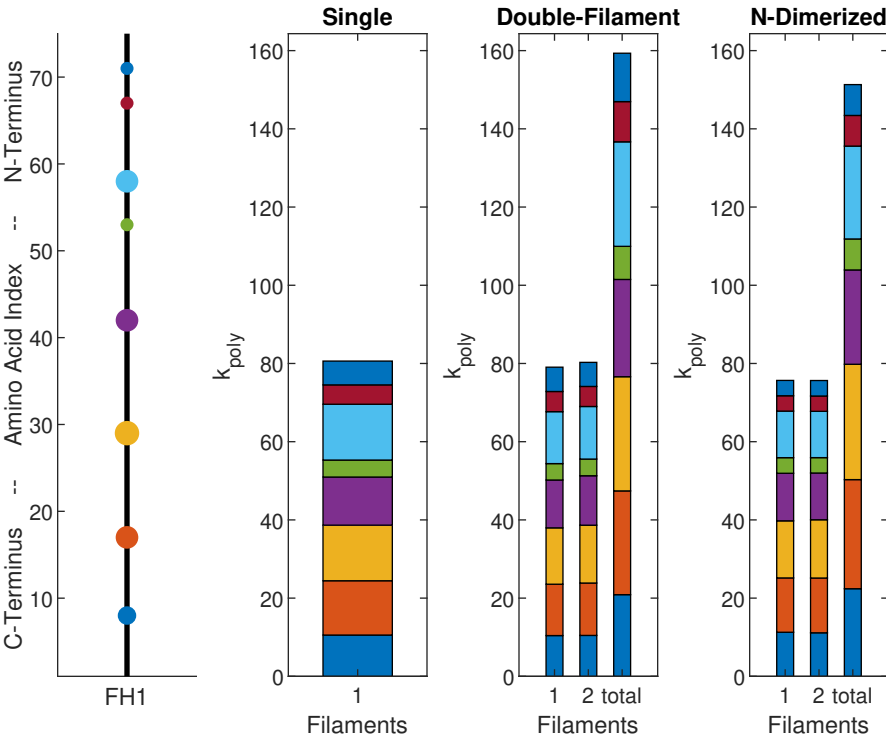 Single
Double-Filament
N-Dimerized
C-Terminus -- Amino Acid Index -- N-Terminus
70
60
50
40
30
20
10
FH1
k_poly
160
140
120
100
80
60
40
20
0
1
Filaments
k_poly
160
140
120
100
80
60
40
20
0
1 2 total
Filaments
k_poly
160
140
120
100
80
60
40
20
0
1 2 total
Filaments